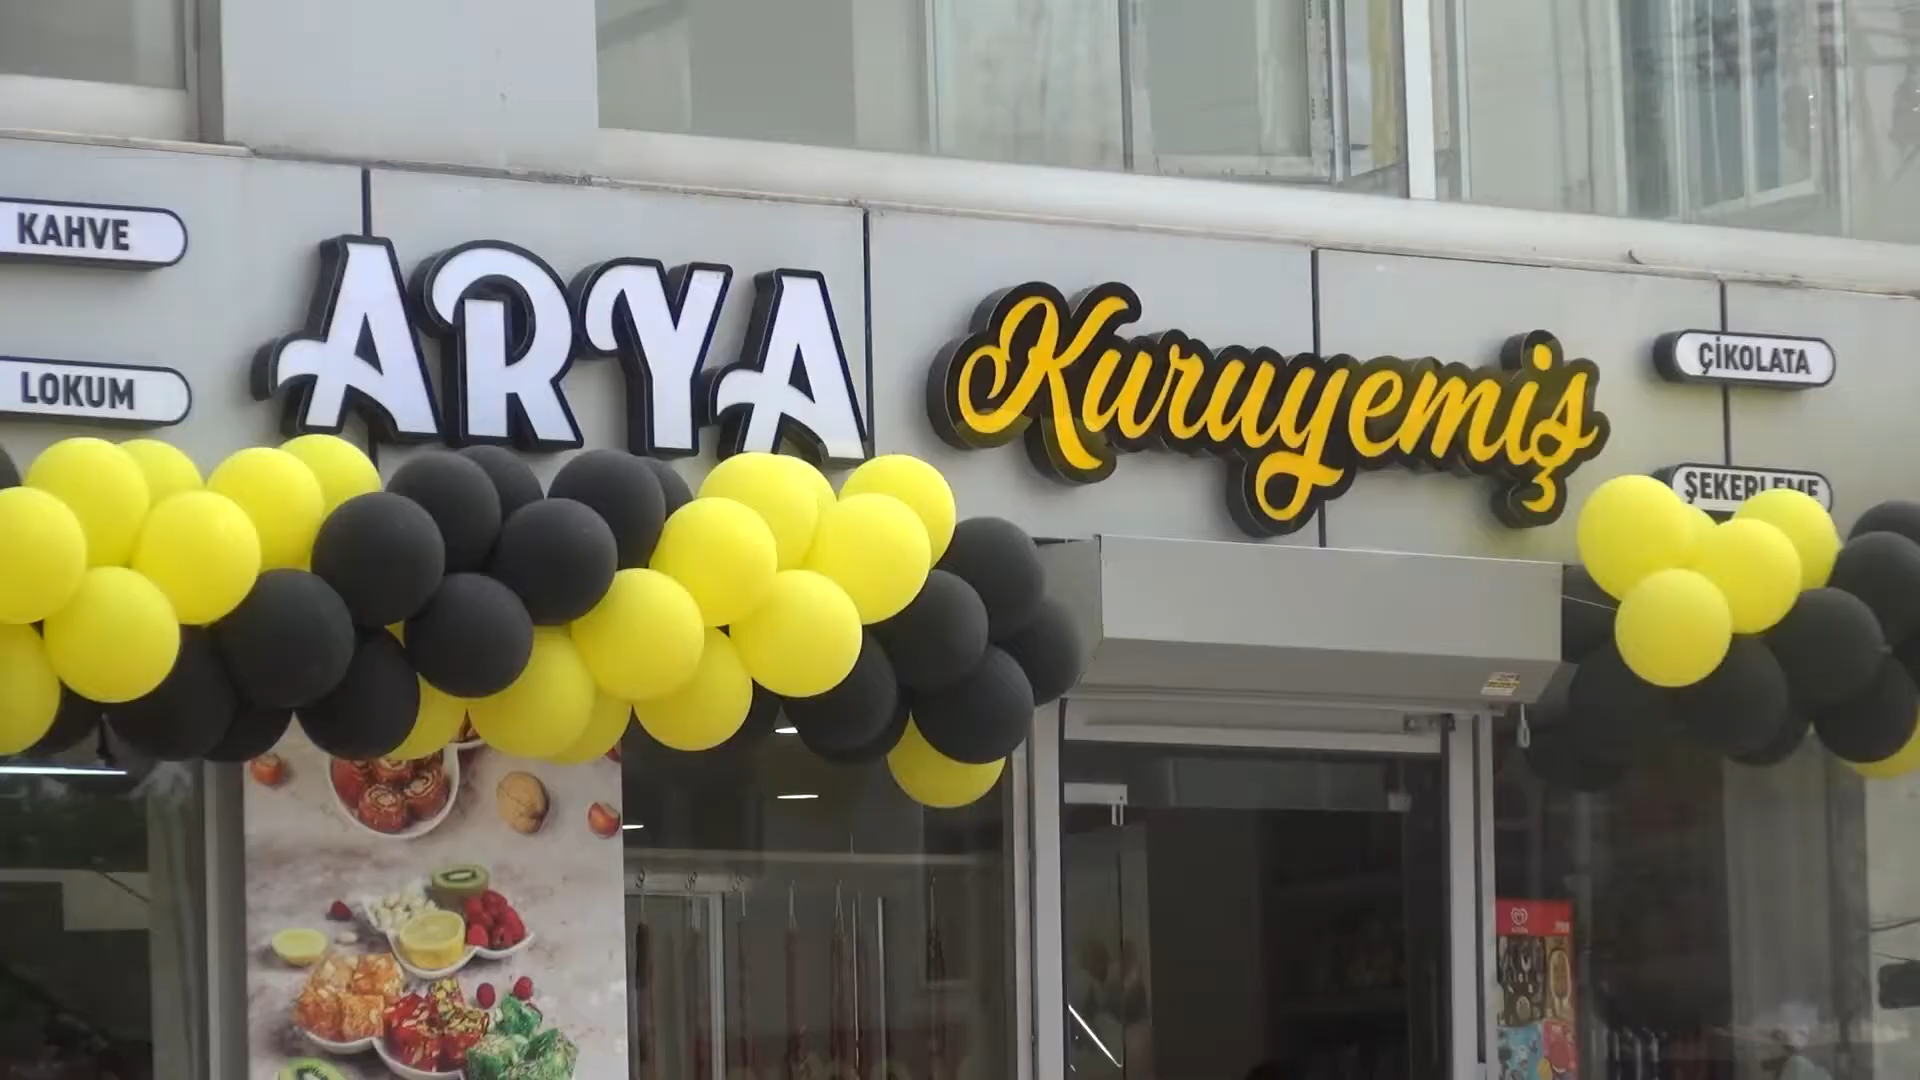 KAHVE
LOKUM
ARYA Kuruyemiş
ÇİKOLATA
ŞEKERLEME